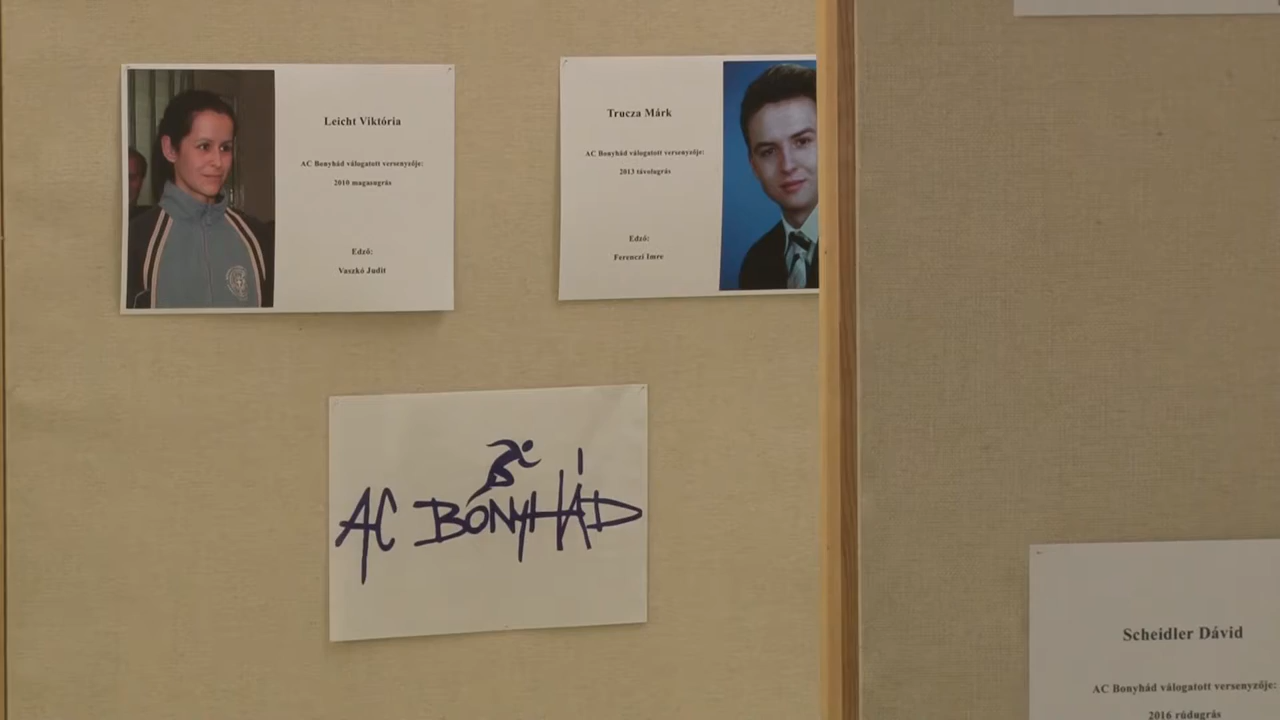 Leicht Viktória
AC Bonyhád válogatott versenyzője:
2010 magasugrás
Edző:
Vaszkó Judit
Trucza Márk
AC Bonyhád válogatott versenyzője:
2013 távolugrás
Edző:
Ferenczi Imre
AC BONYHÁD
Scheidler Dávid
AC Bonyhád válogatott versenyzője:
2016 rúdugrás